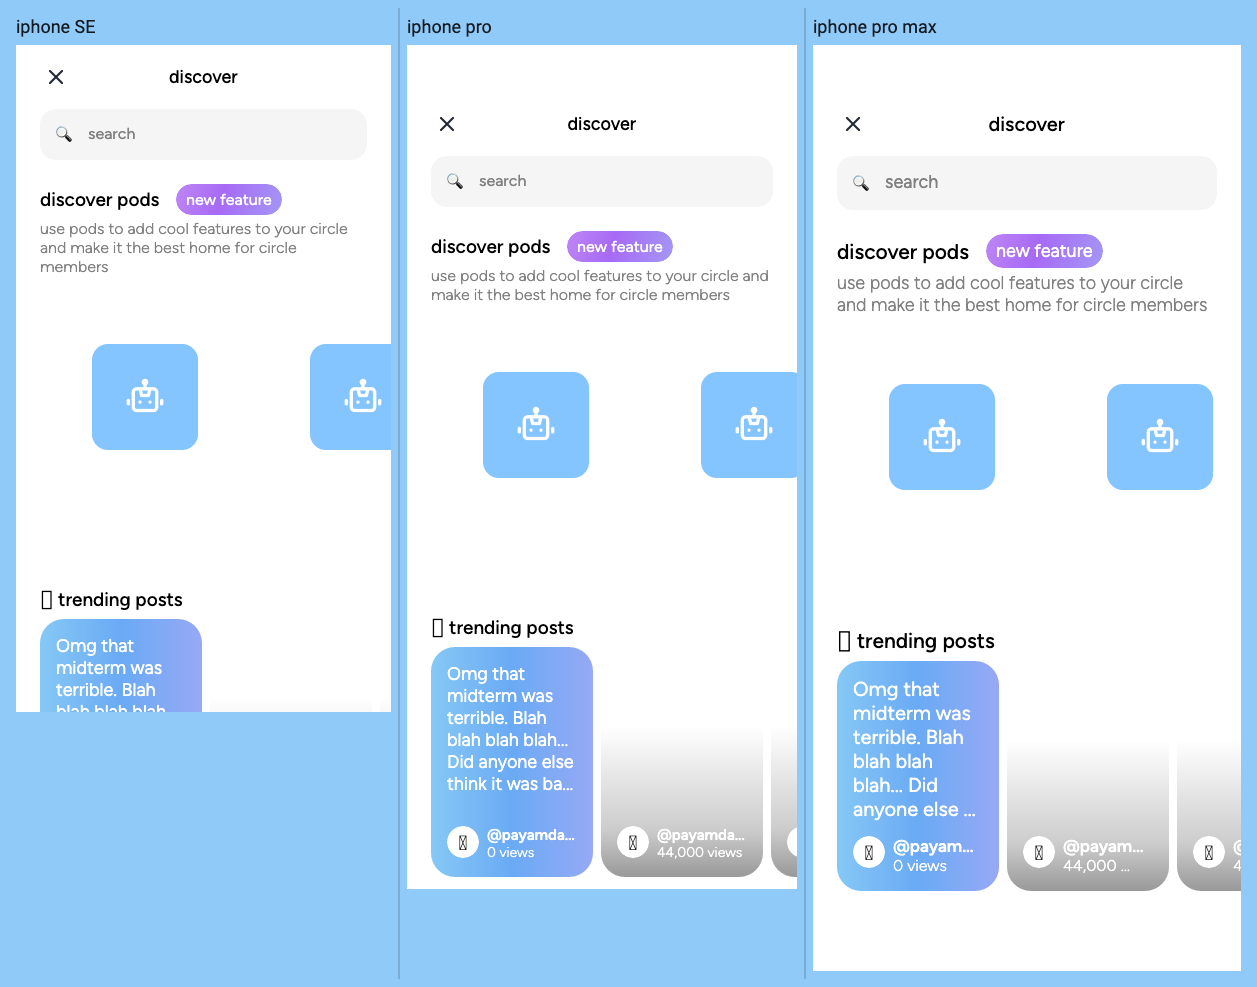 iphone SE
discover
search
discover pods
new feature
use pods to add cool features to your circle
and make it the best home for circle
members
trending posts
Omg that
midterm was
terrible. Blah
blah blah blah
iphone pro
discover
search
discover pods
new feature
use pods to add cool features to your circle and
make it the best home for circle members
trending posts
Omg that
midterm was
terrible. Blah
blah blah blah...
Did anyone else
think it was ba...
@payamda...
0 views
@payamda...
44,000 views
iphone pro max
discover
search
discover pods
new feature
use pods to add cool features to your circle
and make it the best home for circle members
trending posts
Omg that
midterm was
terrible. Blah
blah blah
blah... Did
anyone else ...
@payam...
0 views
@payam...
44,000 ...